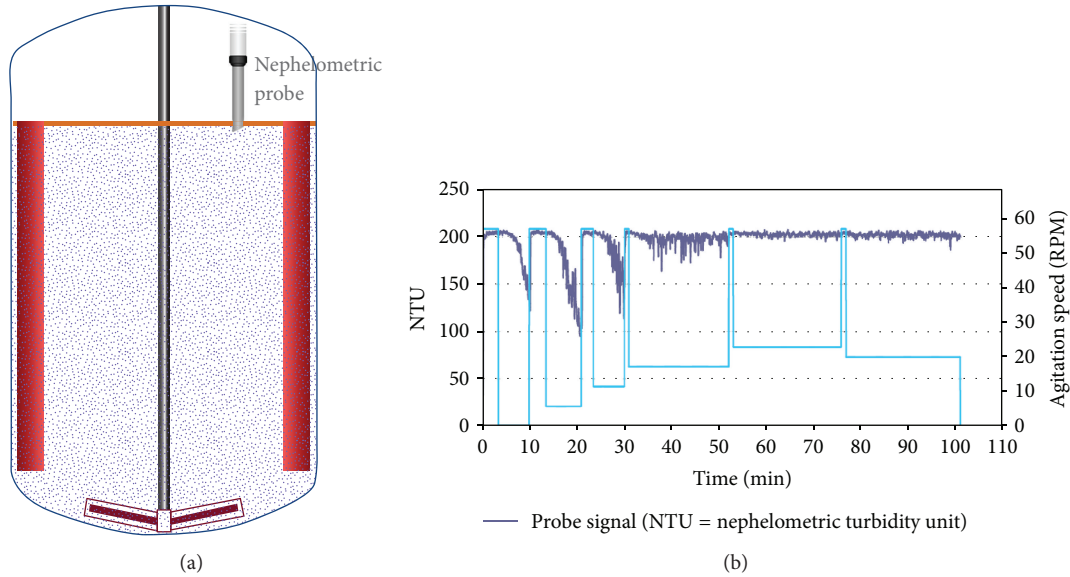 Nephelometric
probe
(a)
250
200
150
100
50
0
NTU
0 10 20 30 40 50 60 70 80 90 100 110
Time (min)
60
50
40
30
20
10
0
Agitation speed (RPM)
Probe signal (NTU = nephelometric turbidity unit)
(b)